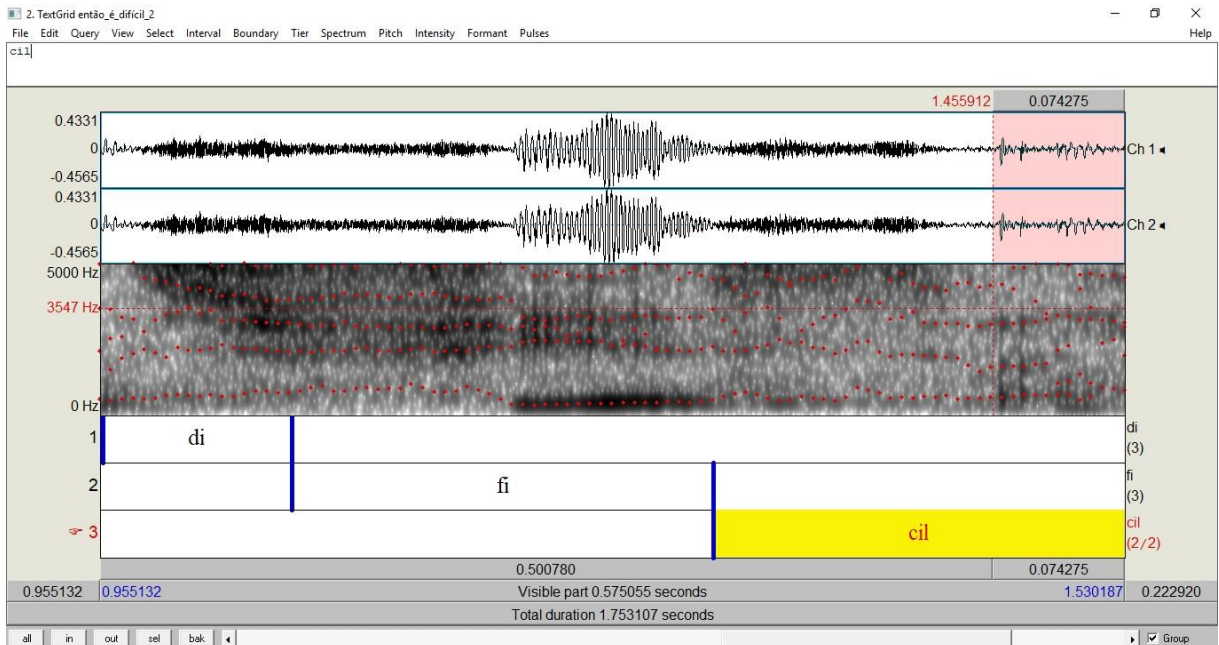 2. TextGrid então_é_difícil_2
File Edit Query View Select Interval Boundary Tier Spectrum Pitch Intensity Formant Pulses Help
cil
1.455912 0.074275
0.4331
0
-0.4565
Ch 1
0.4331
0
-0.4565
Ch 2
5000 Hz
3547 Hz
0 Hz
1 di di (3)
2 fi fi (3)
3 cil cil (2/2)
0.500780 0.074275
0.955132 0.955132 Visible part 0.575055 seconds 1.530187 0.222920
Total duration 1.753107 seconds
all in out sel bak Group